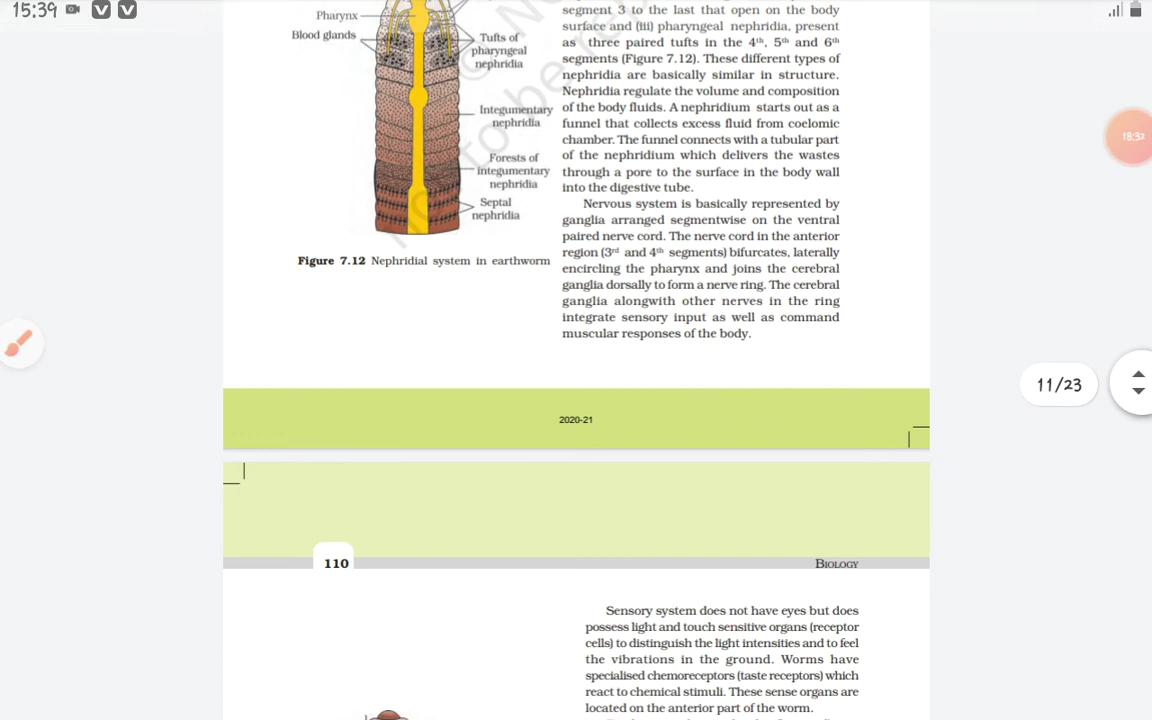 15:39
Pharynx
Blood glands
Tufts of
pharyngeal
nephridia
Integumentary
nephridia
Forests of
integumentary
nephridia
Septal
nephridia
Figure 7.12 Nephridial system in earthworm
segment 3 to the last that open on the body
surface and (iii) pharyngeal nephridia, present
as three paired tufts in the 4th, 5th and 6th
segments (Figure 7.12). These different types of
nephridia are basically similar in structure.
Nephridia regulate the volume and composition
of the body fluids. A nephridium starts out as a
funnel that collects excess fluid from coelomic
chamber. The funnel connects with a tubular part
of the nephridium which delivers the wastes
through a pore to the surface in the body wall
into the digestive tube.
Nervous system is basically represented by
ganglia arranged segmentwise on the ventral
paired nerve cord. The nerve cord in the anterior
region (3rd and 4th segments) bifurcates, laterally
encircling the pharynx and joins the cerebral
ganglia dorsally to form a nerve ring. The cerebral
ganglia alongwith other nerves in the ring
integrate sensory input as well as command
muscular responses of the body.
18:32
11/23
2020-21
110
BIOLOGY
Sensory system does not have eyes but does
possess light and touch sensitive organs (receptor
cells) to distinguish the light intensities and to feel
the vibrations in the ground. Worms have
specialised chemoreceptors (taste receptors) which
react to chemical stimuli. These sense organs are
located on the anterior part of the worm.